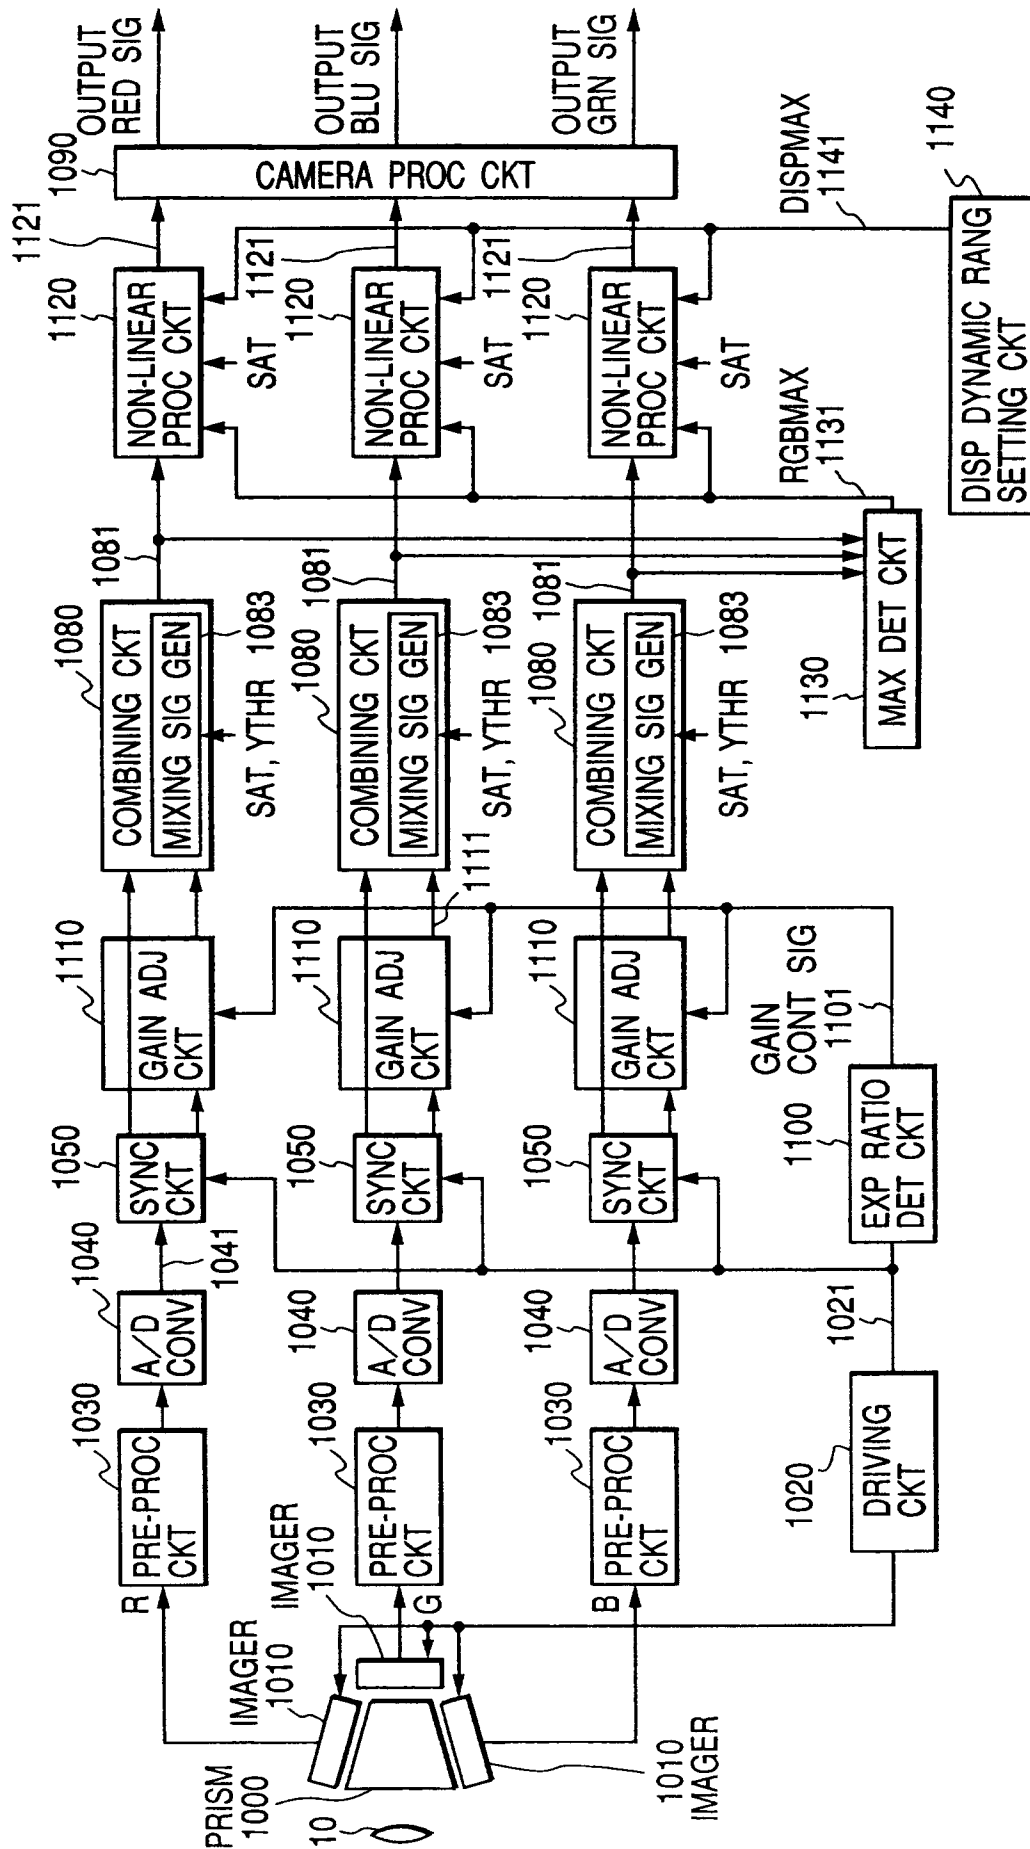 PRISM
1000
10
IMAGER
1010
IMAGER
1010
1010
IMAGER
R
G
B
1030
PRE-PROC
CKT
1040
A/D
CONV
1041
1050
SYNC
CKT
1110
GAIN ADJ
CKT
1080
COMBINING CKT
MIXING SIG GEN
1083
SAT, YTHR
1081
1120
NON-LINEAR
PROC CKT
SAT
1121
1090
CAMERA PROC CKT
OUTPUT
RED SIG
1030
PRE-PROC
CKT
1040
A/D
CONV
1050
SYNC
CKT
1110
GAIN ADJ
CKT
1111
1080
COMBINING CKT
MIXING SIG GEN
1083
SAT, YTHR
1081
1120
NON-LINEAR
PROC CKT
SAT
1121
OUTPUT
BLU SIG
1030
PRE-PROC
CKT
1040
A/D
CONV
1050
SYNC
CKT
1110
GAIN ADJ
CKT
1080
COMBINING CKT
MIXING SIG GEN
1083
SAT, YTHR
1081
1120
NON-LINEAR
PROC CKT
SAT
1121
OUTPUT
GRN SIG
1020
DRIVING
CKT
1021
1100
EXP RATIO
DET CKT
GAIN
CONT SIG
1101
1130
MAX DET CKT
RGBMAX
1131
DISP DYNAMIC RANG
SETTING CKT
1140
DISPMAX
1141